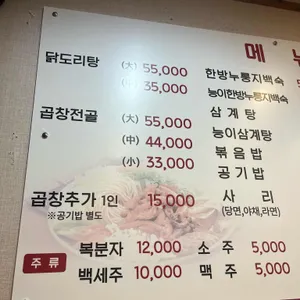 메
닭도리탕 (大) 55,000 한방누룽지백숙
35,000 능이한방누룽지백숙
곱창전골 (大) 55,000 삼계탕
(中) 44,000 능이삼계탕
(小) 33,000 볶음밥
공기밥
곱창추가 1인 15,000 사리
※공기밥 별도 (당면,야채,라면)
주류 복분자 12,000 소주 5,000
백세주 10,000 맥주 5,000